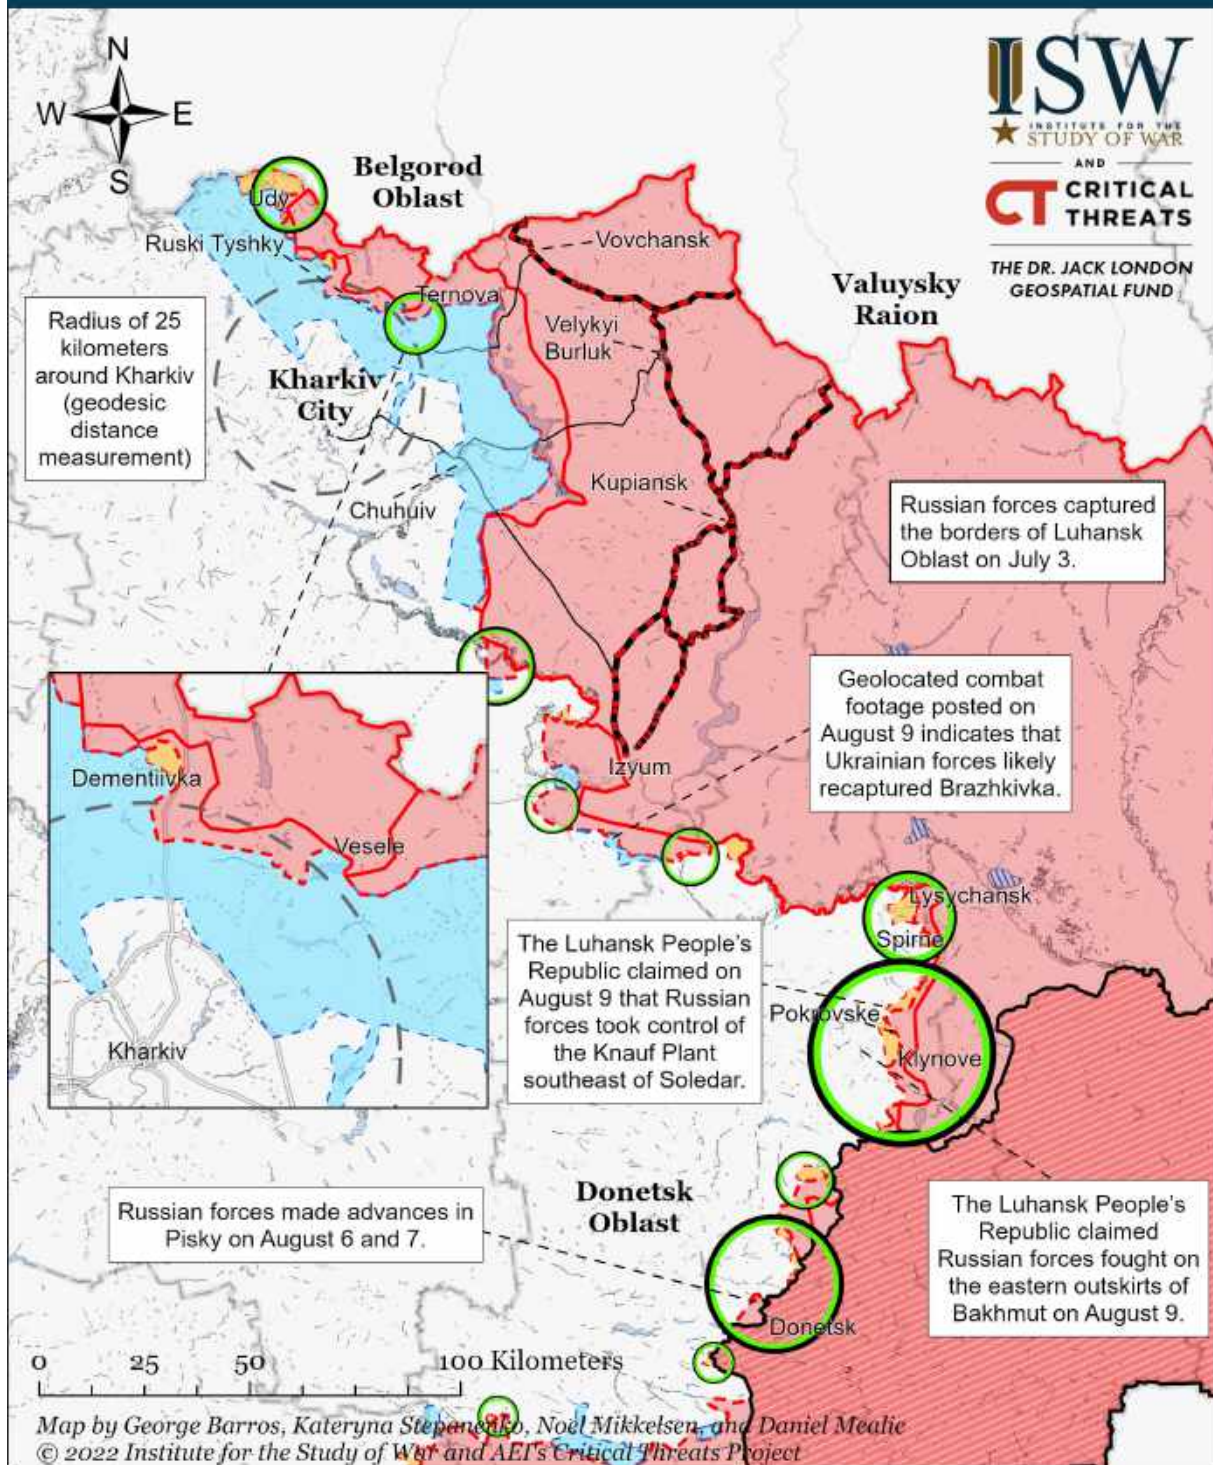 N
W
E
S
ISW
INSTITUTE FOR THE
STUDY OF WAR
AND
CT CRITICAL
THREATS
THE DR. JACK LONDON
GEOSPATIAL FUND
Belgorod
Oblast
Udy
Ruski Tyshky
Vovchansk
Ternova
Valuysky
Raion
Velykyi
Burluk
Radius of 25
kilometers
around Kharkiv
(geodesic
distance
measurement)
Kharkiv
City
Kupiansk
Chuhuiv
Russian forces captured
the borders of Luhansk
Oblast on July 3.
Geolocated combat
footage posted on
August 9 indicates that
Ukrainian forces likely
recaptured Brazhkivka.
Izyum
Dementiivka
Vesele
Kharkiv
Lysychansk
Spirne
The Luhansk People's
Republic claimed on
August 9 that Russian
forces took control of
the Knauf Plant
southeast of Soledar.
Pokrovske
Klynove
Donetsk
Oblast
Russian forces made advances in
Pisky on August 6 and 7.
The Luhansk People's
Republic claimed
Russian forces fought on
the eastern outskirts of
Bakhmut on August 9.
Donetsk
0 25 50 100 Kilometers
Map by George Barros, Kateryna Stepanenko, Noel Mikkelsen, and Daniel Mealie
© 2022 Institute for the Study of War and AEI's Critical Threats Project